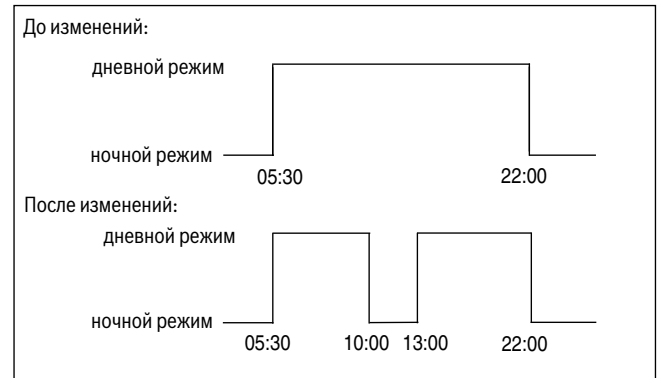 До изменений:
дневной режим
ночной режим
05:30 22:00
После изменений:
дневной режим
ночной режим
05:30 10:00 13:00 22:00